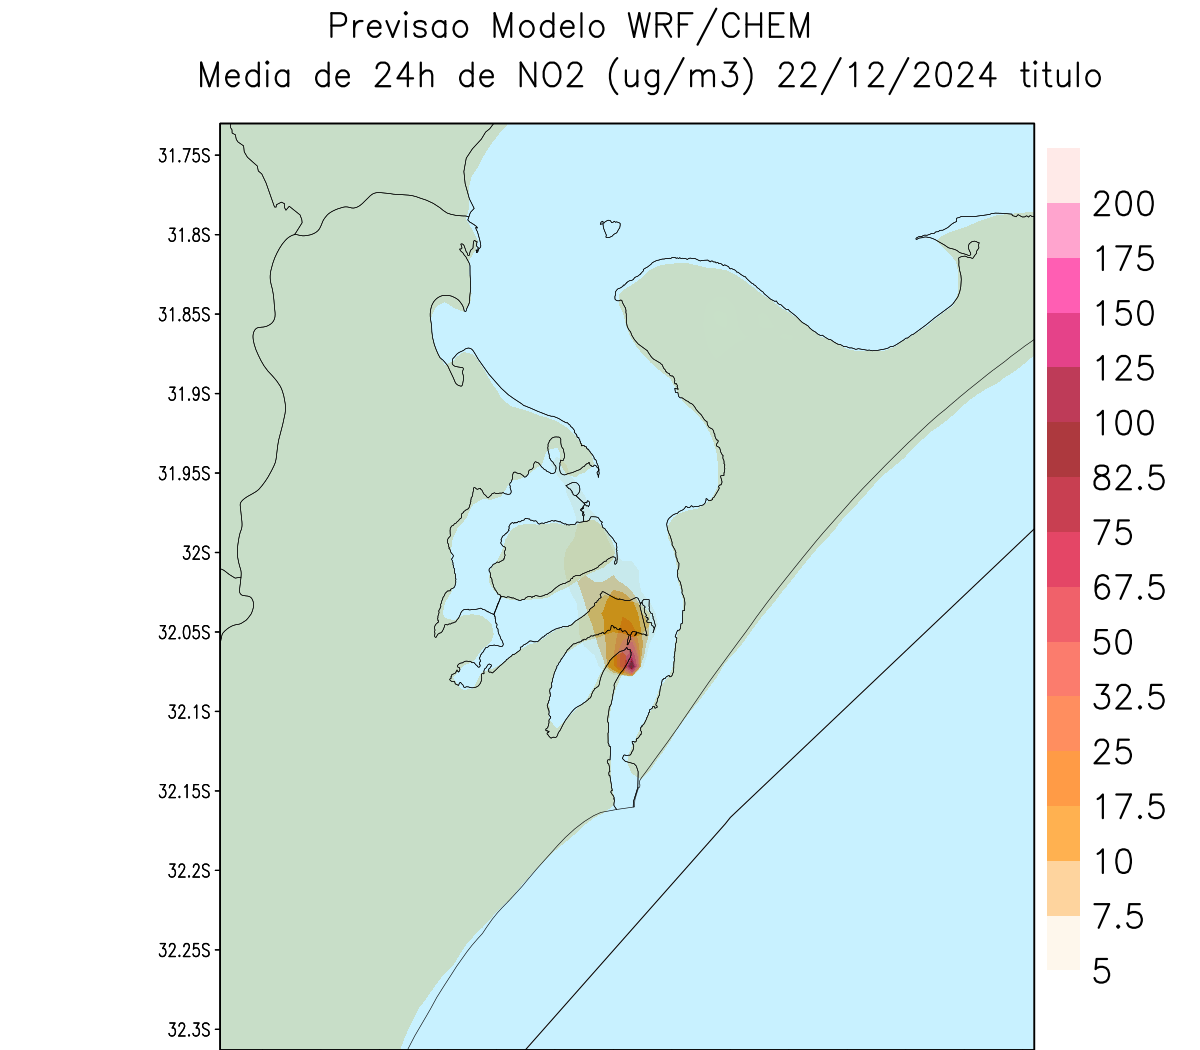 Previsao Modelo WRF/CHEM
Media de 24h de NO2 (ug/m3) 22/12/2024 titulo
31.75S
31.8S
31.85S
31.9S
31.95S
32S
32.05S
32.1S
32.15S
32.2S
32.25S
32.3S
200
175
150
125
100
82.5
75
67.5
50
32.5
25
17.5
10
7.5
5